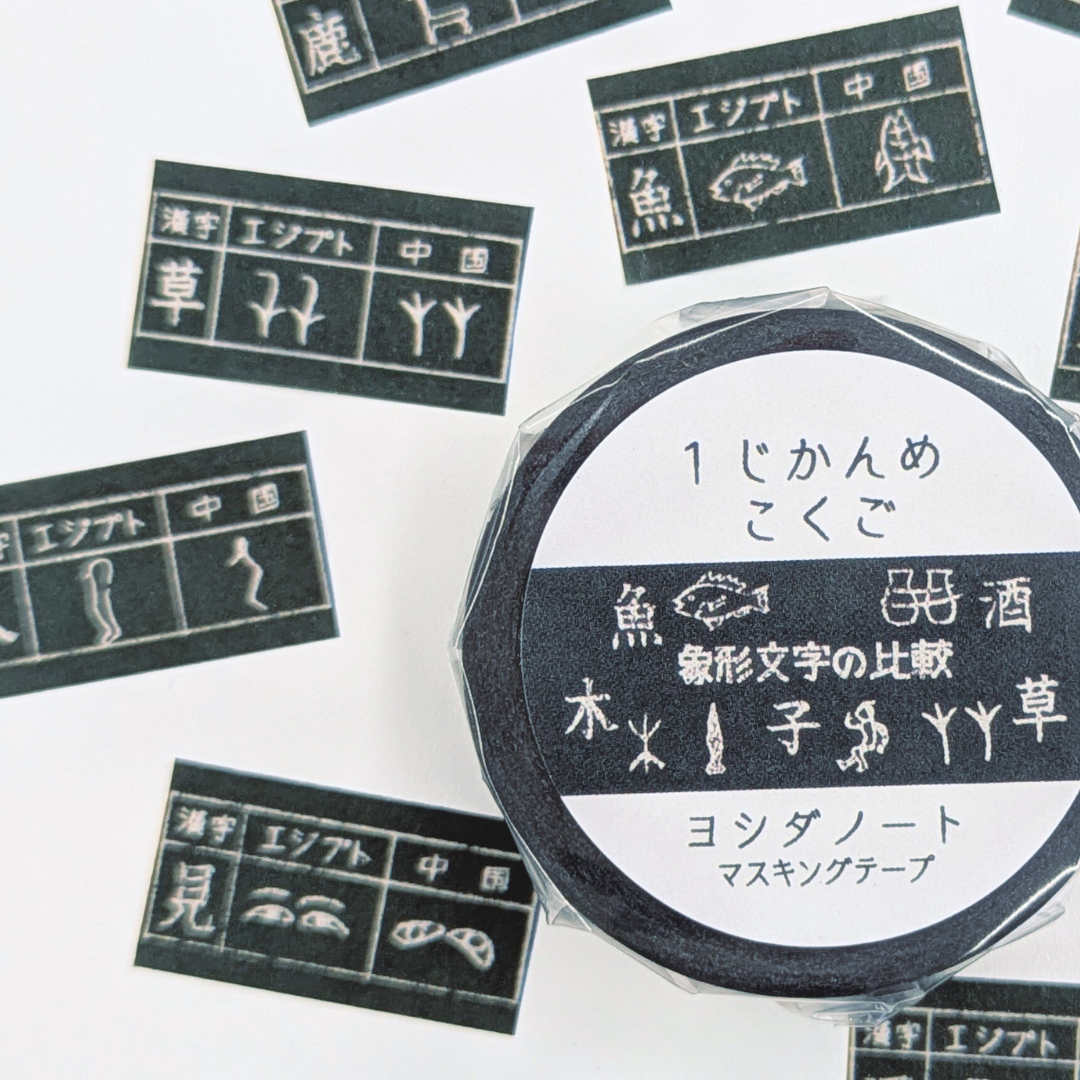 鹿
漢字 エジプト 中国
魚
漢字 エジプト 中国
草
エジプト 中国
漢字 エジプト 中国
見
1じかんめ
こくご
魚 酒
象形文字の比較
木 子 草
ヨシダノート
マスキングテープ
漢字 エジプト